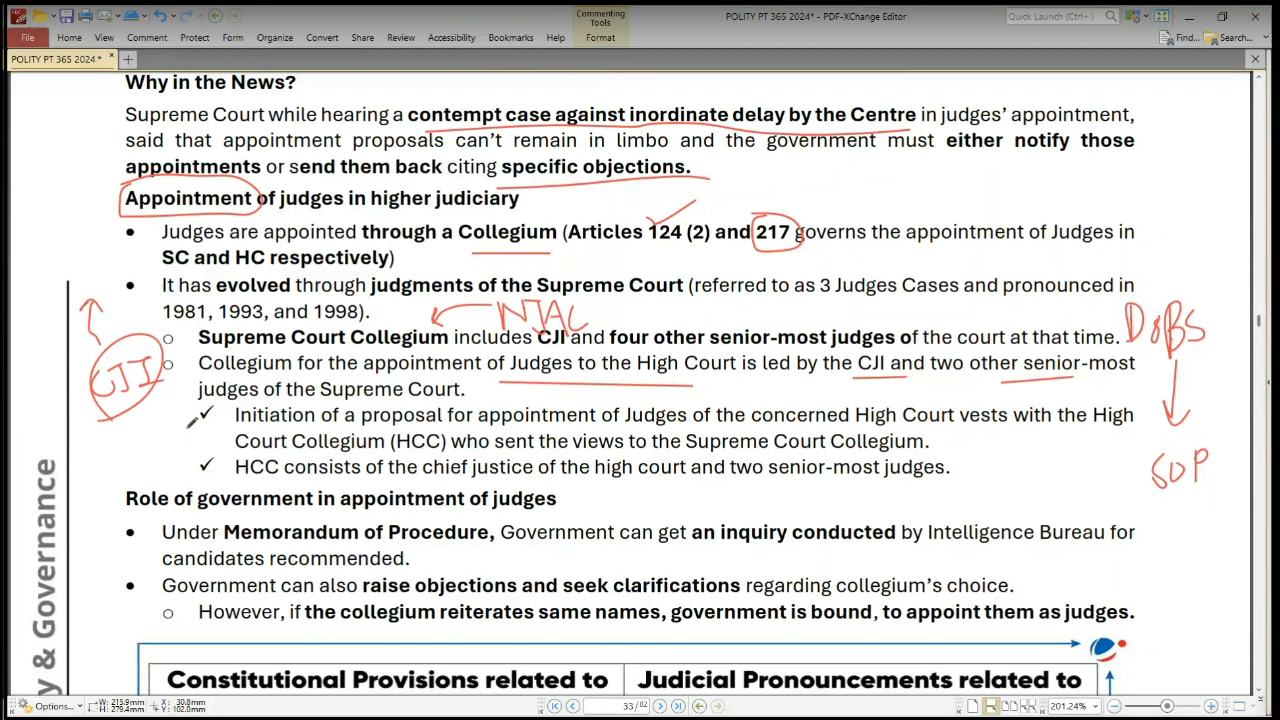 POLITY PT 365 2024* - PDF-XChange Editor
Commenting Tools
Quick Launch (Ctrl+.)
File Home View Comment Protect Form Organize Convert Share Review Accessibility Bookmarks Help Format
Find... Search...
POLITY PT 365 2024 *
Why in the News?
Supreme Court while hearing a contempt case against inordinate delay by the Centre in judges’ appointment,
said that appointment proposals can’t remain in limbo and the government must either notify those
appointments or send them back citing specific objections.
Appointment of judges in higher judiciary
• Judges are appointed through a Collegium (Articles 124 (2) and 217 governs the appointment of Judges in
SC and HC respectively)
• It has evolved through judgments of the Supreme Court (referred to as 3 Judges Cases and pronounced in
1981, 1993, and 1998).
NJAC
o Supreme Court Collegium includes CJI and four other senior-most judges of the court at that time.
o Collegium for the appointment of Judges to the High Court is led by the CJI and two other senior-most
judges of the Supreme Court.
CJI
✓ Initiation of a proposal for appointment of Judges of the concerned High Court vests with the High
Court Collegium (HCC) who sent the views to the Supreme Court Collegium.
✓ HCC consists of the chief justice of the high court and two senior-most judges.
SOP
Role of government in appointment of judges
• Under Memorandum of Procedure, Government can get an inquiry conducted by Intelligence Bureau for
candidates recommended.
• Government can also raise objections and seek clarifications regarding collegium’s choice.
o However, if the collegium reiterates same names, government is bound, to appoint them as judges.
y & Governance
Constitutional Provisions related to
Judicial Pronouncements related to
Options... W: 215.9mm H: 279.4mm X: 30.8mm Y: 102.0mm 33 / 82 201.24%